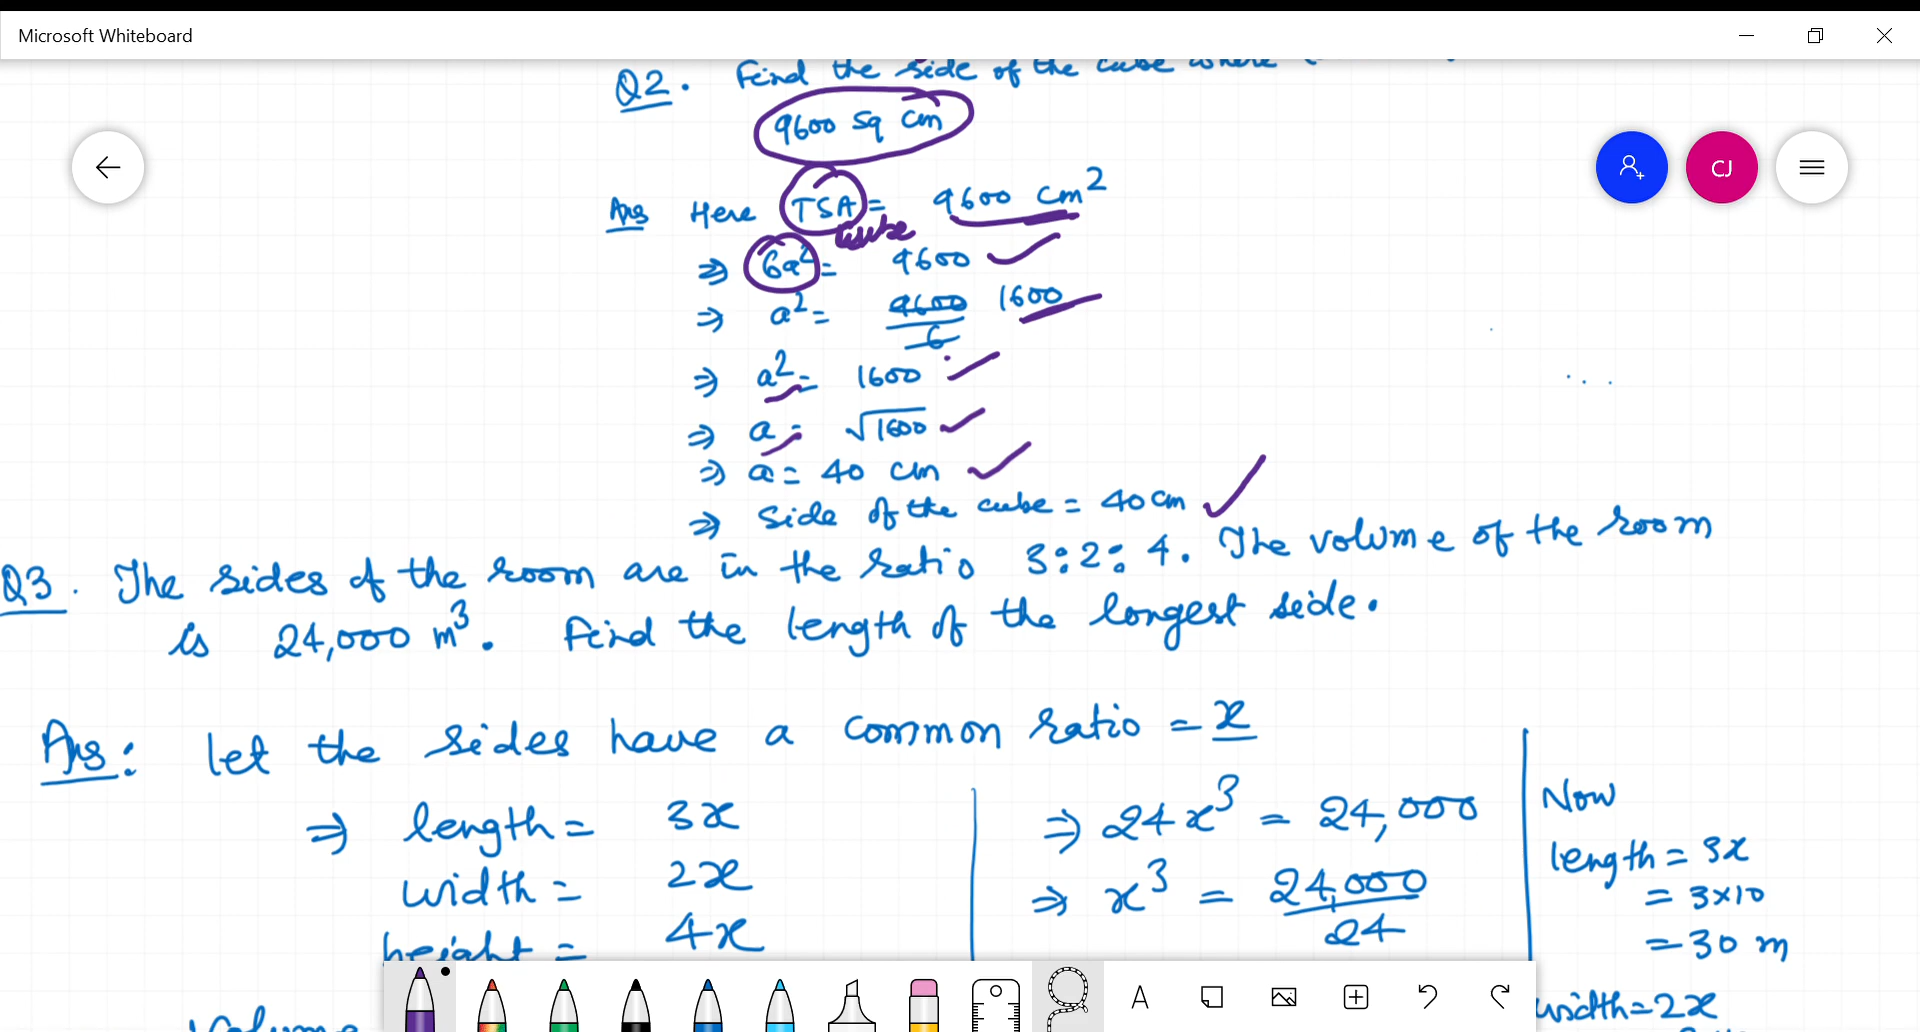 Microsoft Whiteboard
Q2. Find the side of the cube where
9600 sq cm
Ans Here TSA = 9600 cm²
cube
⇒ 6a² = 9600
⇒ a² = 9600/6 1600
⇒ a² = 1600
⇒ a = √1600
⇒ a = 40 cm
⇒ Side of the cube = 40 cm
Q3. The sides of the room are in the ratio 3:2:4. The volume of the room
is 24,000 m³. Find the length of the longest side.
Ans: let the sides have a common ratio = x
⇒ length = 3x
width = 2x
height = 4x
Volume
⇒ 24x³ = 24,000
⇒ x³ = 24,000/24
Now
length = 3x
= 3×10
= 30 m
width = 2x
CJ
A